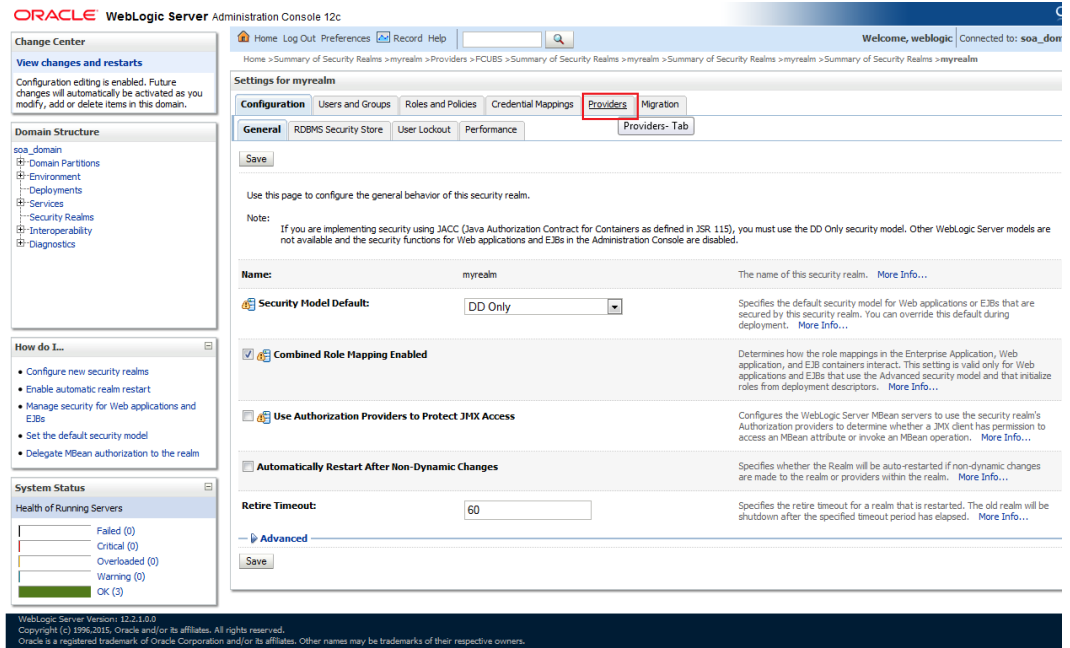 ORACLE WebLogic Server Administration Console 12c
Change Center
View changes and restarts
Configuration editing is enabled. Future
changes will automatically be activated as you
modify, add or delete items in this domain.
Domain Structure
soa_domain
Domain Partitions
Environment
Deployments
Services
Security Realms
Interoperability
Diagnostics
How do I...
Configure new security realms
Enable automatic realm restart
Manage security for Web applications and
EJBs
Set the default security model
Delegate MBean authorization to the realm
System Status
Health of Running Servers
Failed (0)
Critical (0)
Overloaded (0)
Warning (0)
OK (3)
Home Log Out Preferences Record Help
Welcome, weblogic Connected to: soa_dom
Home >Summary of Security Realms >myrealm >Providers >FCUBS >Summary of Security Realms >myrealm >Summary of Security Realms >myrealm >Summary of Security Realms >myrealm
Settings for myrealm
Configuration Users and Groups Roles and Policies Credential Mappings Providers Migration
General RDBMS Security Store User Lockout Performance
Providers- Tab
Save
Use this page to configure the general behavior of this security realm.
Note:
If you are implementing security using JACC (Java Authorization Contract for Containers as defined in JSR 115), you must use the DD Only security model. Other WebLogic Server models are
not available and the security functions for Web applications and EJBs in the Administration Console are disabled.
Name: myrealm The name of this security realm. More Info...
Security Model Default: DD Only
Specifies the default security model for Web applications or EJBs that are
secured by this security realm. You can override this default during
deployment. More Info...
Combined Role Mapping Enabled
Determines how the role mappings in the Enterprise Application, Web
application, and EJB containers interact. This setting is valid only for Web
applications and EJBs that use the Advanced security model and that initialize
roles from deployment descriptors. More Info...
Use Authorization Providers to Protect JMX Access
Configures the WebLogic Server MBean servers to use the security realm's
Authorization providers to determine whether a JMX client has permission to
access an MBean attribute or invoke an MBean operation. More Info...
Automatically Restart After Non-Dynamic Changes
Specifies whether the Realm will be auto-restarted if non-dynamic changes
are made to the realm or providers within the realm. More Info...
Retire Timeout: 60
Specifies the retire timeout for a realm that is restarted. The old realm will be
shutdown after the specified timeout period has elapsed. More Info...
Advanced
Save
WebLogic Server Version: 12.2.1.0.0
Copyright (c) 1996,2015, Oracle and/or its affiliates. All rights reserved.
Oracle is a registered trademark of Oracle Corporation and/or its affiliates. Other names may be trademarks of their respective owners.